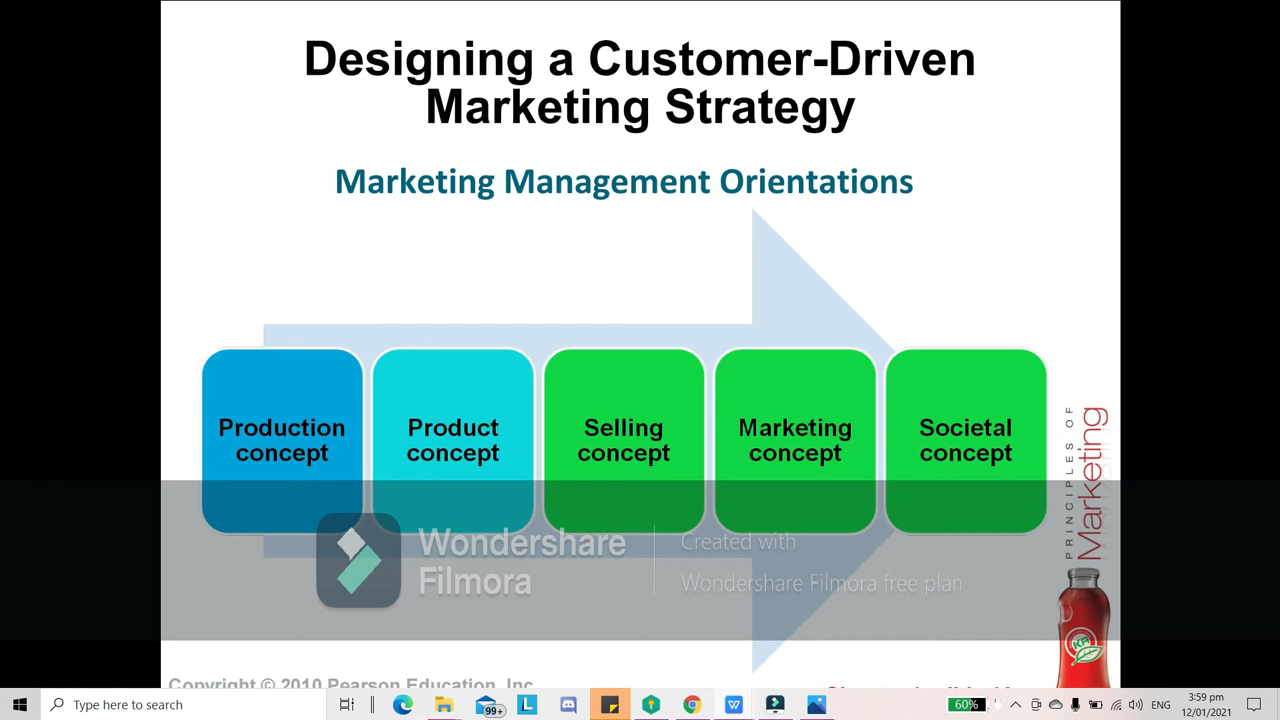 Designing a Customer-Driven
Marketing Strategy
Marketing Management Orientations
Production
concept
Product
concept
Selling
concept
Marketing
concept
Societal
concept
PRINCIPLES OF
Marketing
Wondershare
Filmora
Created with
Wondershare Filmora free plan
KA
Copyright © 2010 Pearson Education, Inc
Type here to search
99+
L
W
60%
ENG
3:59 pm
12/01/2021